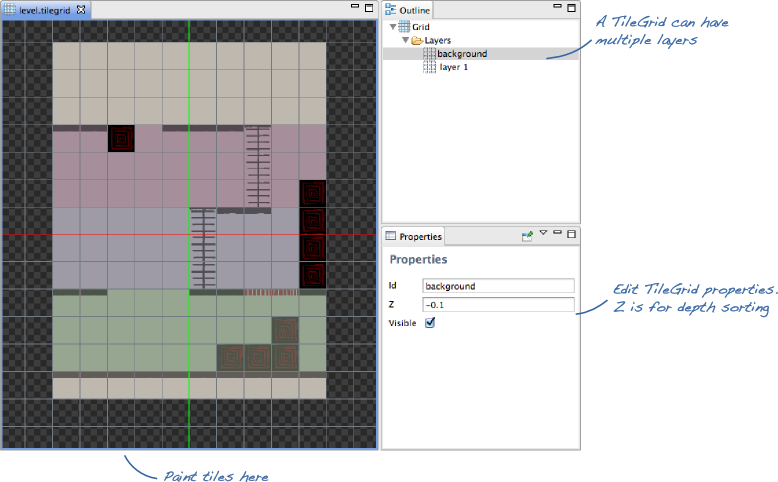 level.tilegrid
Outline
Grid
Layers
background
layer 1
A TileGrid can have
multiple layers
Properties
Properties
Id
background
Z
-0.1
Visible
Edit TileGrid properties.
Z is for depth sorting
Paint tiles here